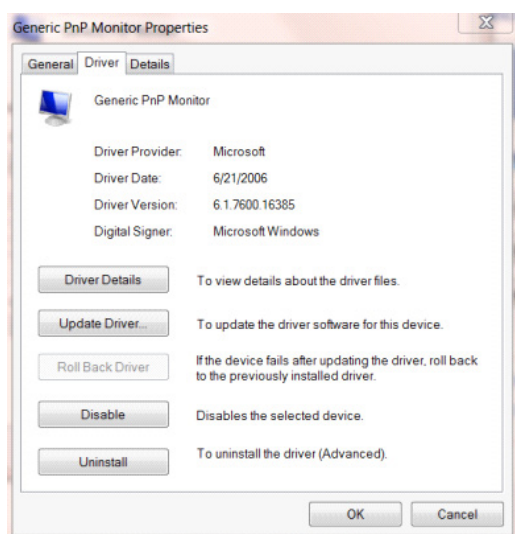 Generic PnP Monitor Properties
General Driver Details
Generic PnP Monitor
Driver Provider: Microsoft
Driver Date: 6/21/2006
Driver Version: 6.1.7600.16385
Digital Signer: Microsoft Windows
Driver Details To view details about the driver files.
Update Driver... To update the driver software for this device.
Roll Back Driver If the device fails after updating the driver, roll back
to the previously installed driver.
Disable Disables the selected device.
Uninstall To uninstall the driver (Advanced).
OK Cancel